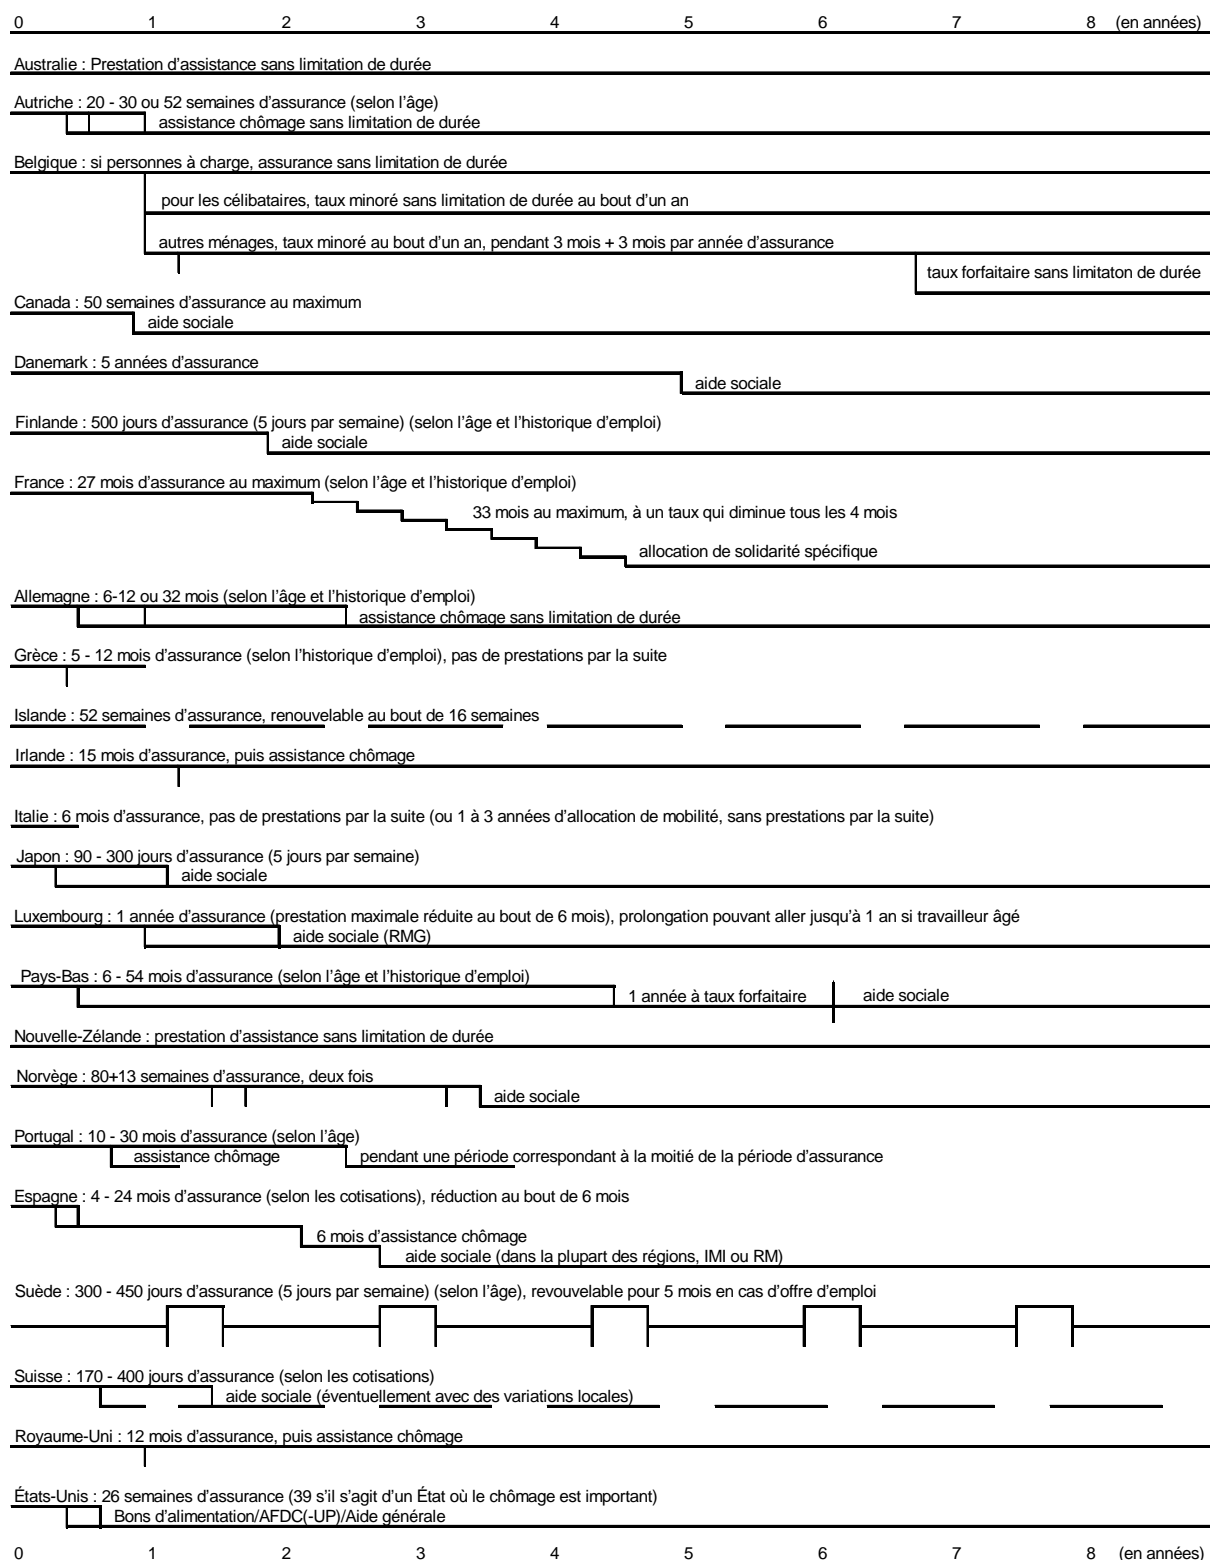 0 1 2 3 4 5 6 7 8 (en années)
Australie : Prestation d'assistance sans limitation de durée
Autriche : 20 - 30 ou 52 semaines d'assurance (selon l'âge)
assistance chômage sans limitation de durée
Belgique : si personnes à charge, assurance sans limitation de durée
pour les célibataires, taux minoré sans limitation de durée au bout d'un an
autres ménages, taux minoré au bout d'un an, pendant 3 mois + 3 mois par année d'assurance
taux forfaitaire sans limitaton de durée
Canada : 50 semaines d'assurance au maximum
aide sociale
Danemark : 5 années d'assurance
aide sociale
Finlande : 500 jours d'assurance (5 jours par semaine) (selon l'âge et l'historique d'emploi)
aide sociale
France : 27 mois d'assurance au maximum (selon l'âge et l'historique d'emploi)
33 mois au maximum, à un taux qui diminue tous les 4 mois
allocation de solidarité spécifique
Allemagne : 6-12 ou 32 mois (selon l'âge et l'historique d'emploi)
assistance chômage sans limitation de durée
Grèce : 5 - 12 mois d'assurance (selon l'historique d'emploi), pas de prestations par la suite
Islande : 52 semaines d'assurance, renouvelable au bout de 16 semaines
Irlande : 15 mois d'assurance, puis assistance chômage
Italie : 6 mois d'assurance, pas de prestations par la suite (ou 1 à 3 années d'allocation de mobilité, sans prestations par la suite)
Japon : 90 - 300 jours d'assurance (5 jours par semaine)
aide sociale
Luxembourg : 1 année d'assurance (prestation maximale réduite au bout de 6 mois), prolongation pouvant aller jusqu'à 1 an si travailleur âgé
aide sociale (RMG)
Pays-Bas : 6 - 54 mois d'assurance (selon l'âge et l'historique d'emploi)
1 année à taux forfaitaire aide sociale
Nouvelle-Zélande : prestation d'assistance sans limitation de durée
Norvège : 80+13 semaines d'assurance, deux fois
aide sociale
Portugal : 10 - 30 mois d'assurance (selon l'âge)
assistance chômage pendant une période correspondant à la moitié de la période d'assurance
Espagne : 4 - 24 mois d'assurance (selon les cotisations), réduction au bout de 6 mois
6 mois d'assistance chômage
aide sociale (dans la plupart des régions, IMI ou RM)
Suède : 300 - 450 jours d'assurance (5 jours par semaine) (selon l'âge), revouvelable pour 5 mois en cas d'offre d'emploi
Suisse : 170 - 400 jours d'assurance (selon les cotisations)
aide sociale (éventuellement avec des variations locales)
Royaume-Uni : 12 mois d'assurance, puis assistance chômage
États-Unis : 26 semaines d'assurance (39 s'il s'agit d'un État où le chômage est important)
Bons d'alimentation/AFDC(-UP)/Aide générale
0 1 2 3 4 5 6 7 8 (en années)